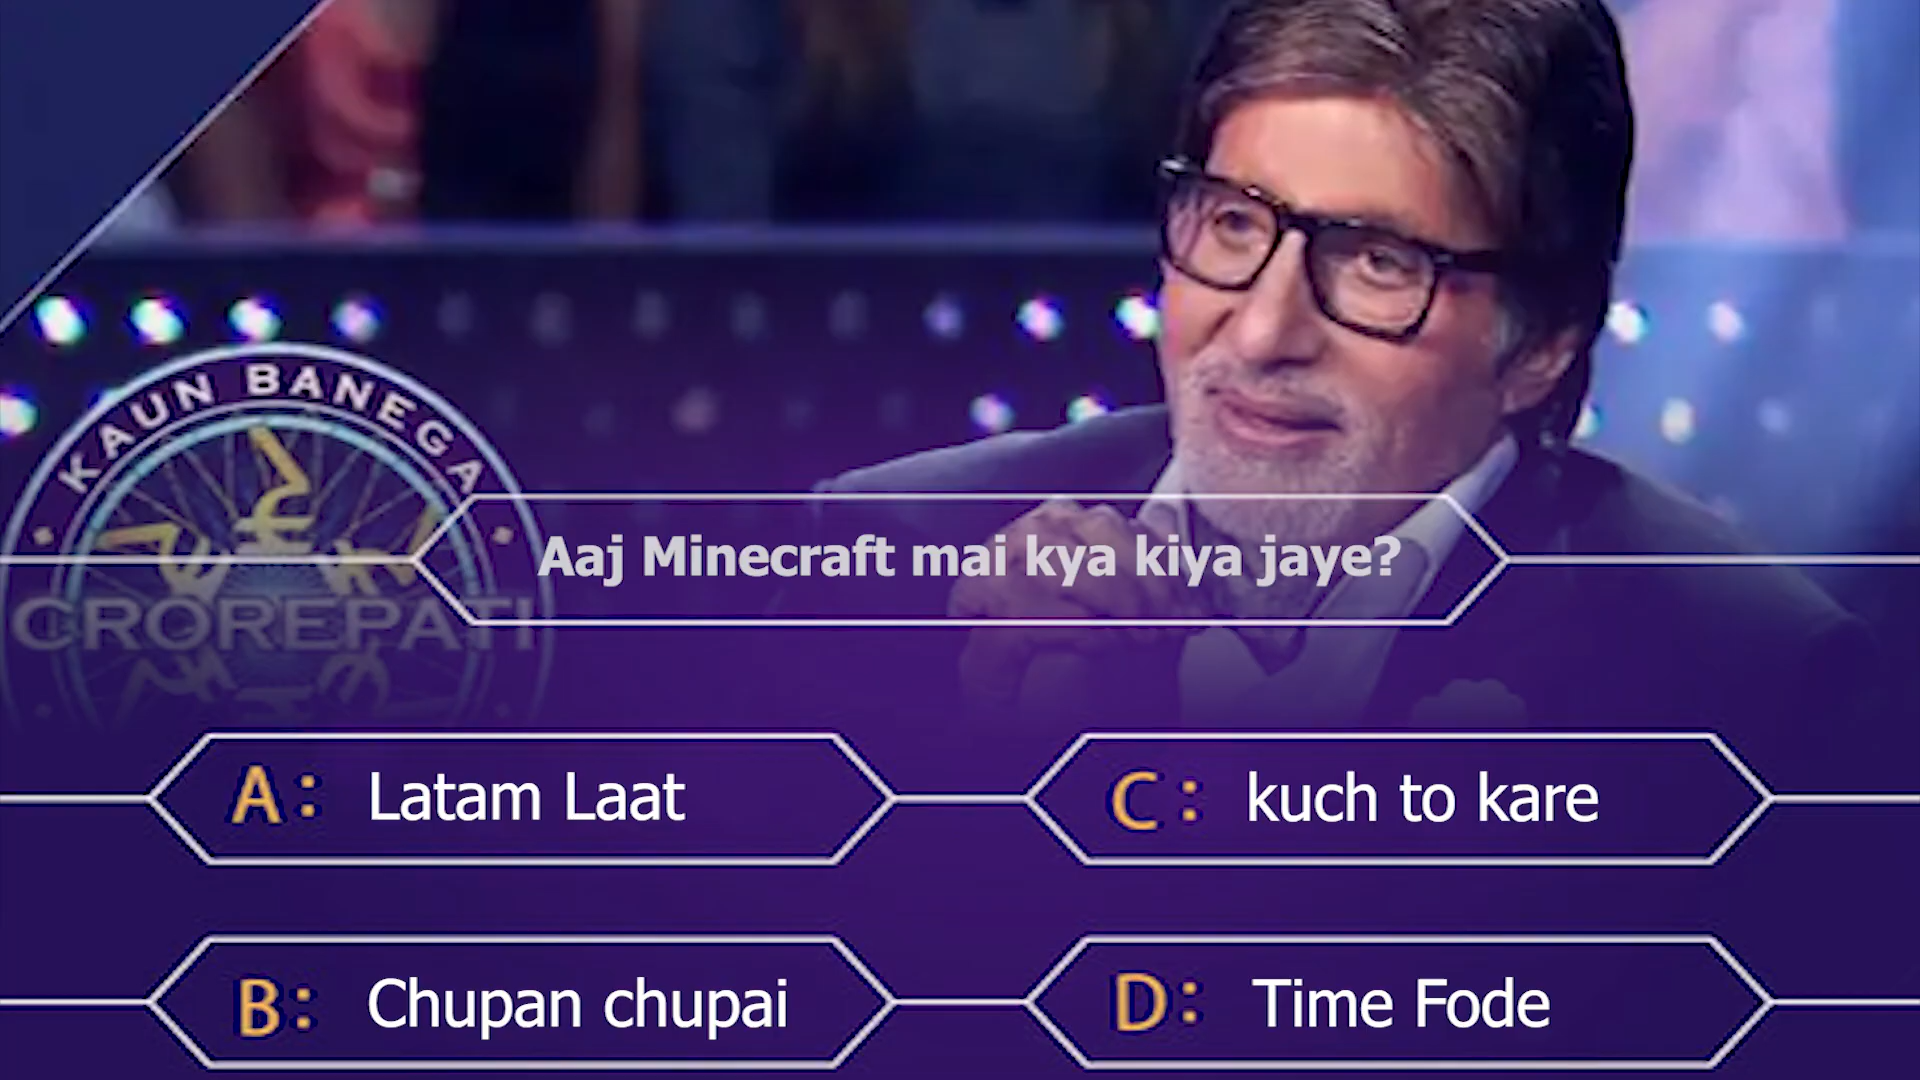 KAUN BANEGA
CROREPATI
Aaj Minecraft mai kya kiya jaye?
A: Latam Laat
C: kuch to kare
B: Chupan chupai
D: Time Fode